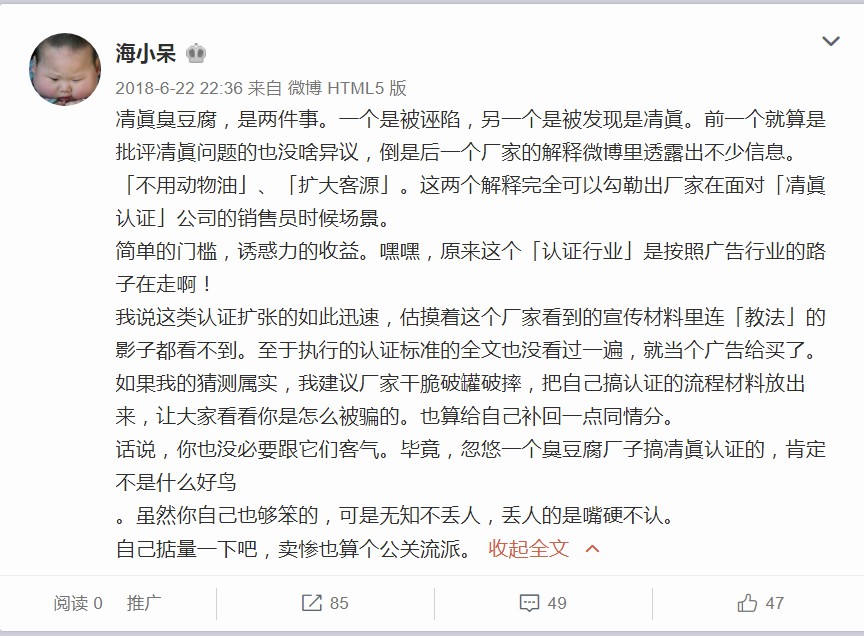 海小呆
2018-6-22 22:36 来自 微博 HTML5 版
凊眞臭豆腐，是两件事。一个是被诬陷，另一个是被发现是凊眞。前一个就算是
批评凊眞问题的也没啥异议，倒是后一个厂家的解释微博里透露出不少信息。
「不用动物油」、「扩大客源」。这两个解释完全可以勾勒出厂家在面对「凊眞
认证」公司的销售员时候场景。
简单的门槛，诱惑力的收益。嘿嘿，原来这个「认证行业」是按照广告行业的路
子在走啊！
我说这类认证扩张的如此迅速，估摸着这个厂家看到的宣传材料里连「教法」的
影子都看不到。至于执行的认证标准的全文也没看过一遍，就当个广告给买了。
如果我的猜测属实，我建议厂家干脆破罐破摔，把自己搞认证的流程材料放出
来，让大家看看你是怎么被骗的。也算给自己补回一点同情分。
话说，你也没必要跟它们客气。毕竟，忽悠一个臭豆腐厂子搞凊眞认证的，肯定
不是什么好鸟
。虽然你自己也够笨的，可是无知不丢人，丢人的是嘴硬不认。
自己掂量一下吧，卖惨也算个公关流派。 收起全文
阅读 0 推广 85 49 47